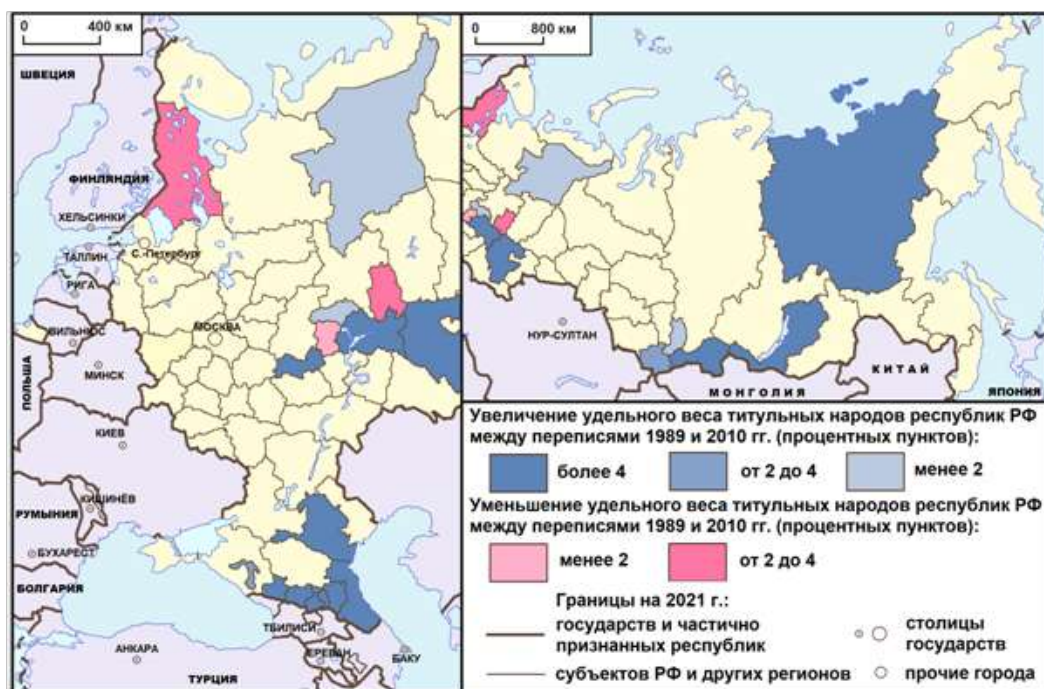 0 400 км
ШВЕЦИЯ
ФИНЛЯНДИЯ
ХЕЛЬСИНКИ
С.-Петербург
ТАЛЛИН
РИГА
ВИЛЬНЮС
МОСКВА
ПОЛЬША
МИНСК
КИЕВ
КИШИНЁВ
РУМЫНИЯ
БУХАРЕСТ
БОЛГАРИЯ
ТБИЛИСИ
АНКАРА
ЕРЕВАН
БАКУ
ТУРЦИЯ
0 800 км
НУР-СУЛТАН
МОНГОЛИЯ
КИТАЙ
ЯПОНИЯ
Увеличение удельного веса титульных народов республик РФ
между переписями 1989 и 2010 гг. (процентных пунктов):
более 4 от 2 до 4 менее 2
Уменьшение удельного веса титульных народов республик РФ
между переписями 1989 и 2010 гг. (процентных пунктов):
менее 2 от 2 до 4
Границы на 2021 г.:
государств и частично
признанных республик
столицы
государств
субъектов РФ и других регионов
прочие города